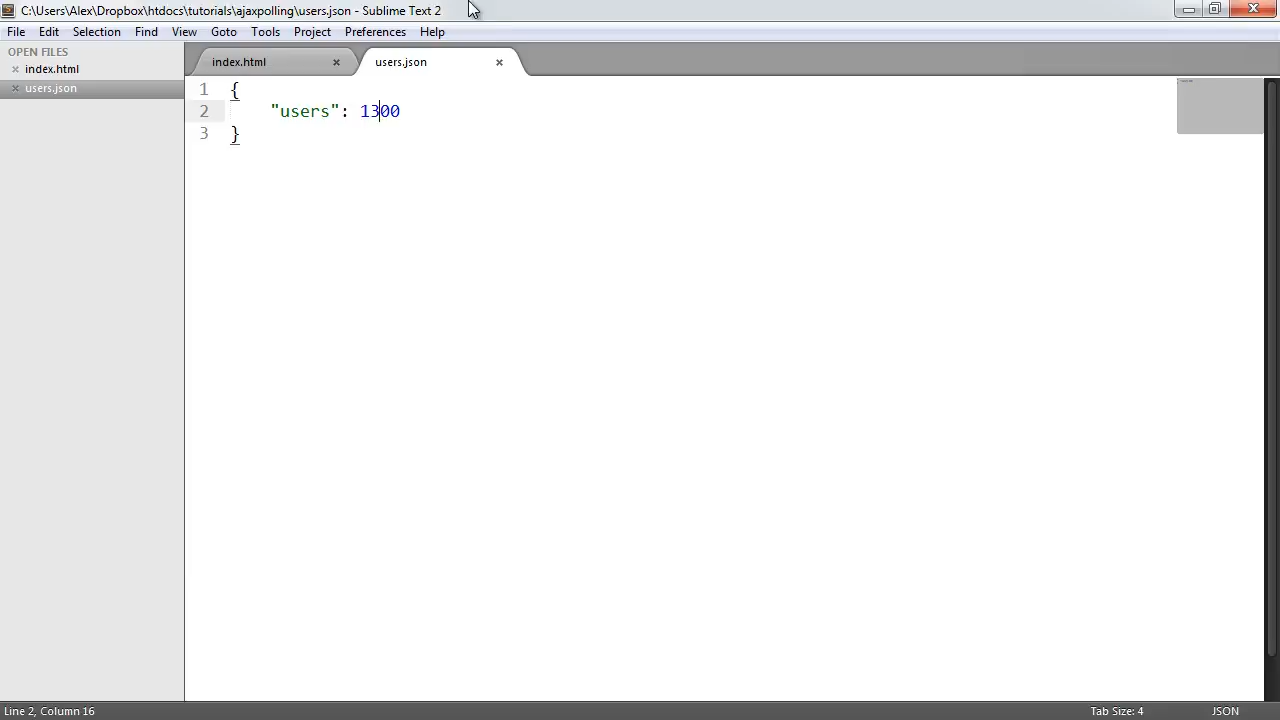 C:\Users\Alex\Dropbox\htdocs\tutorials\ajaxpolling\users.json - Sublime Text 2
File Edit Selection Find View Goto Tools Project Preferences Help
OPEN FILES
index.html
users.json
index.html users.json
1 {
2 "users": 1300
3 }
Line 2, Column 16 Tab Size: 4 JSON